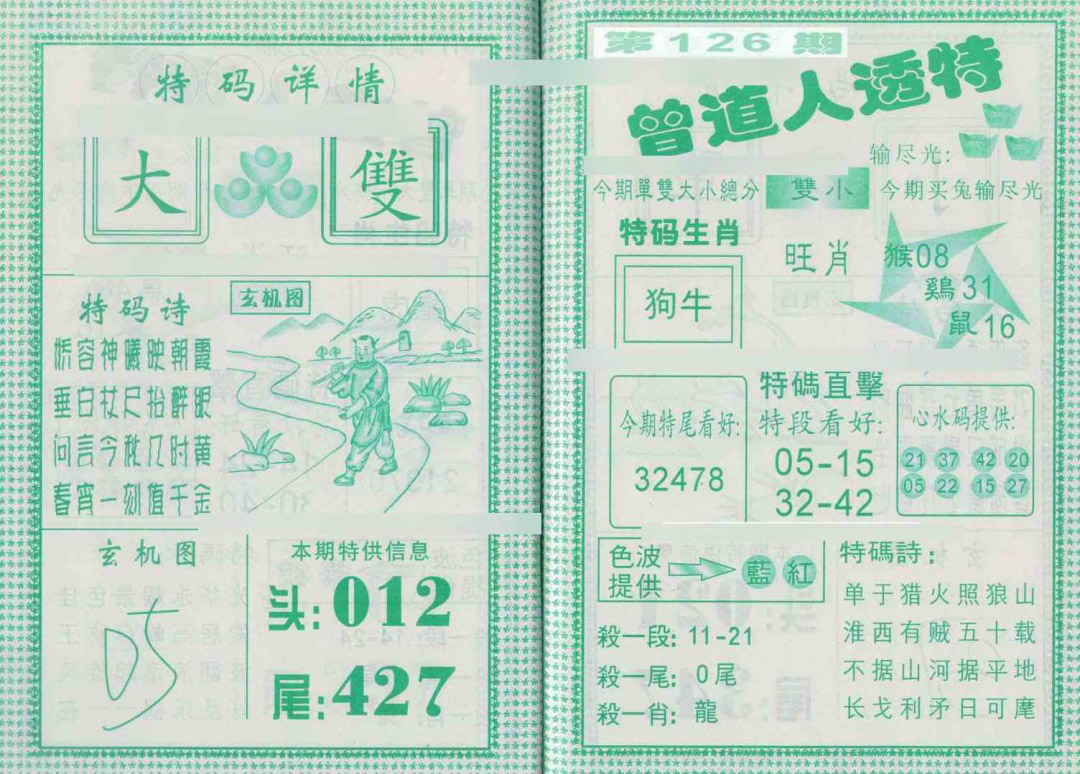 特码详情
大
雙
特码诗
玄机图
娇容神曦映朝霞
垂白杖尺抬醉眼
问言今秋几时黄
春宵一刻值千金
玄机图
本期特供信息
头:012
尾:427
第126期
曾道人透特
输尽光:
今期單雙大小總分
雙小
今期买兔输尽光
特码生肖
狗牛
旺肖
猴08
鷄31
鼠16
今期特尾看好:
32478
特碼直擊
特段看好:
05-15
32-42
心水码提供:
21 37 42 20
05 22 15 27
色波
提供
藍 紅
殺一段: 11-21
殺一尾: 0尾
殺一肖: 龍
特碼詩:
单于猎火照狼山
淮西有贼五十载
不据山河据平地
长戈利矛日可麾